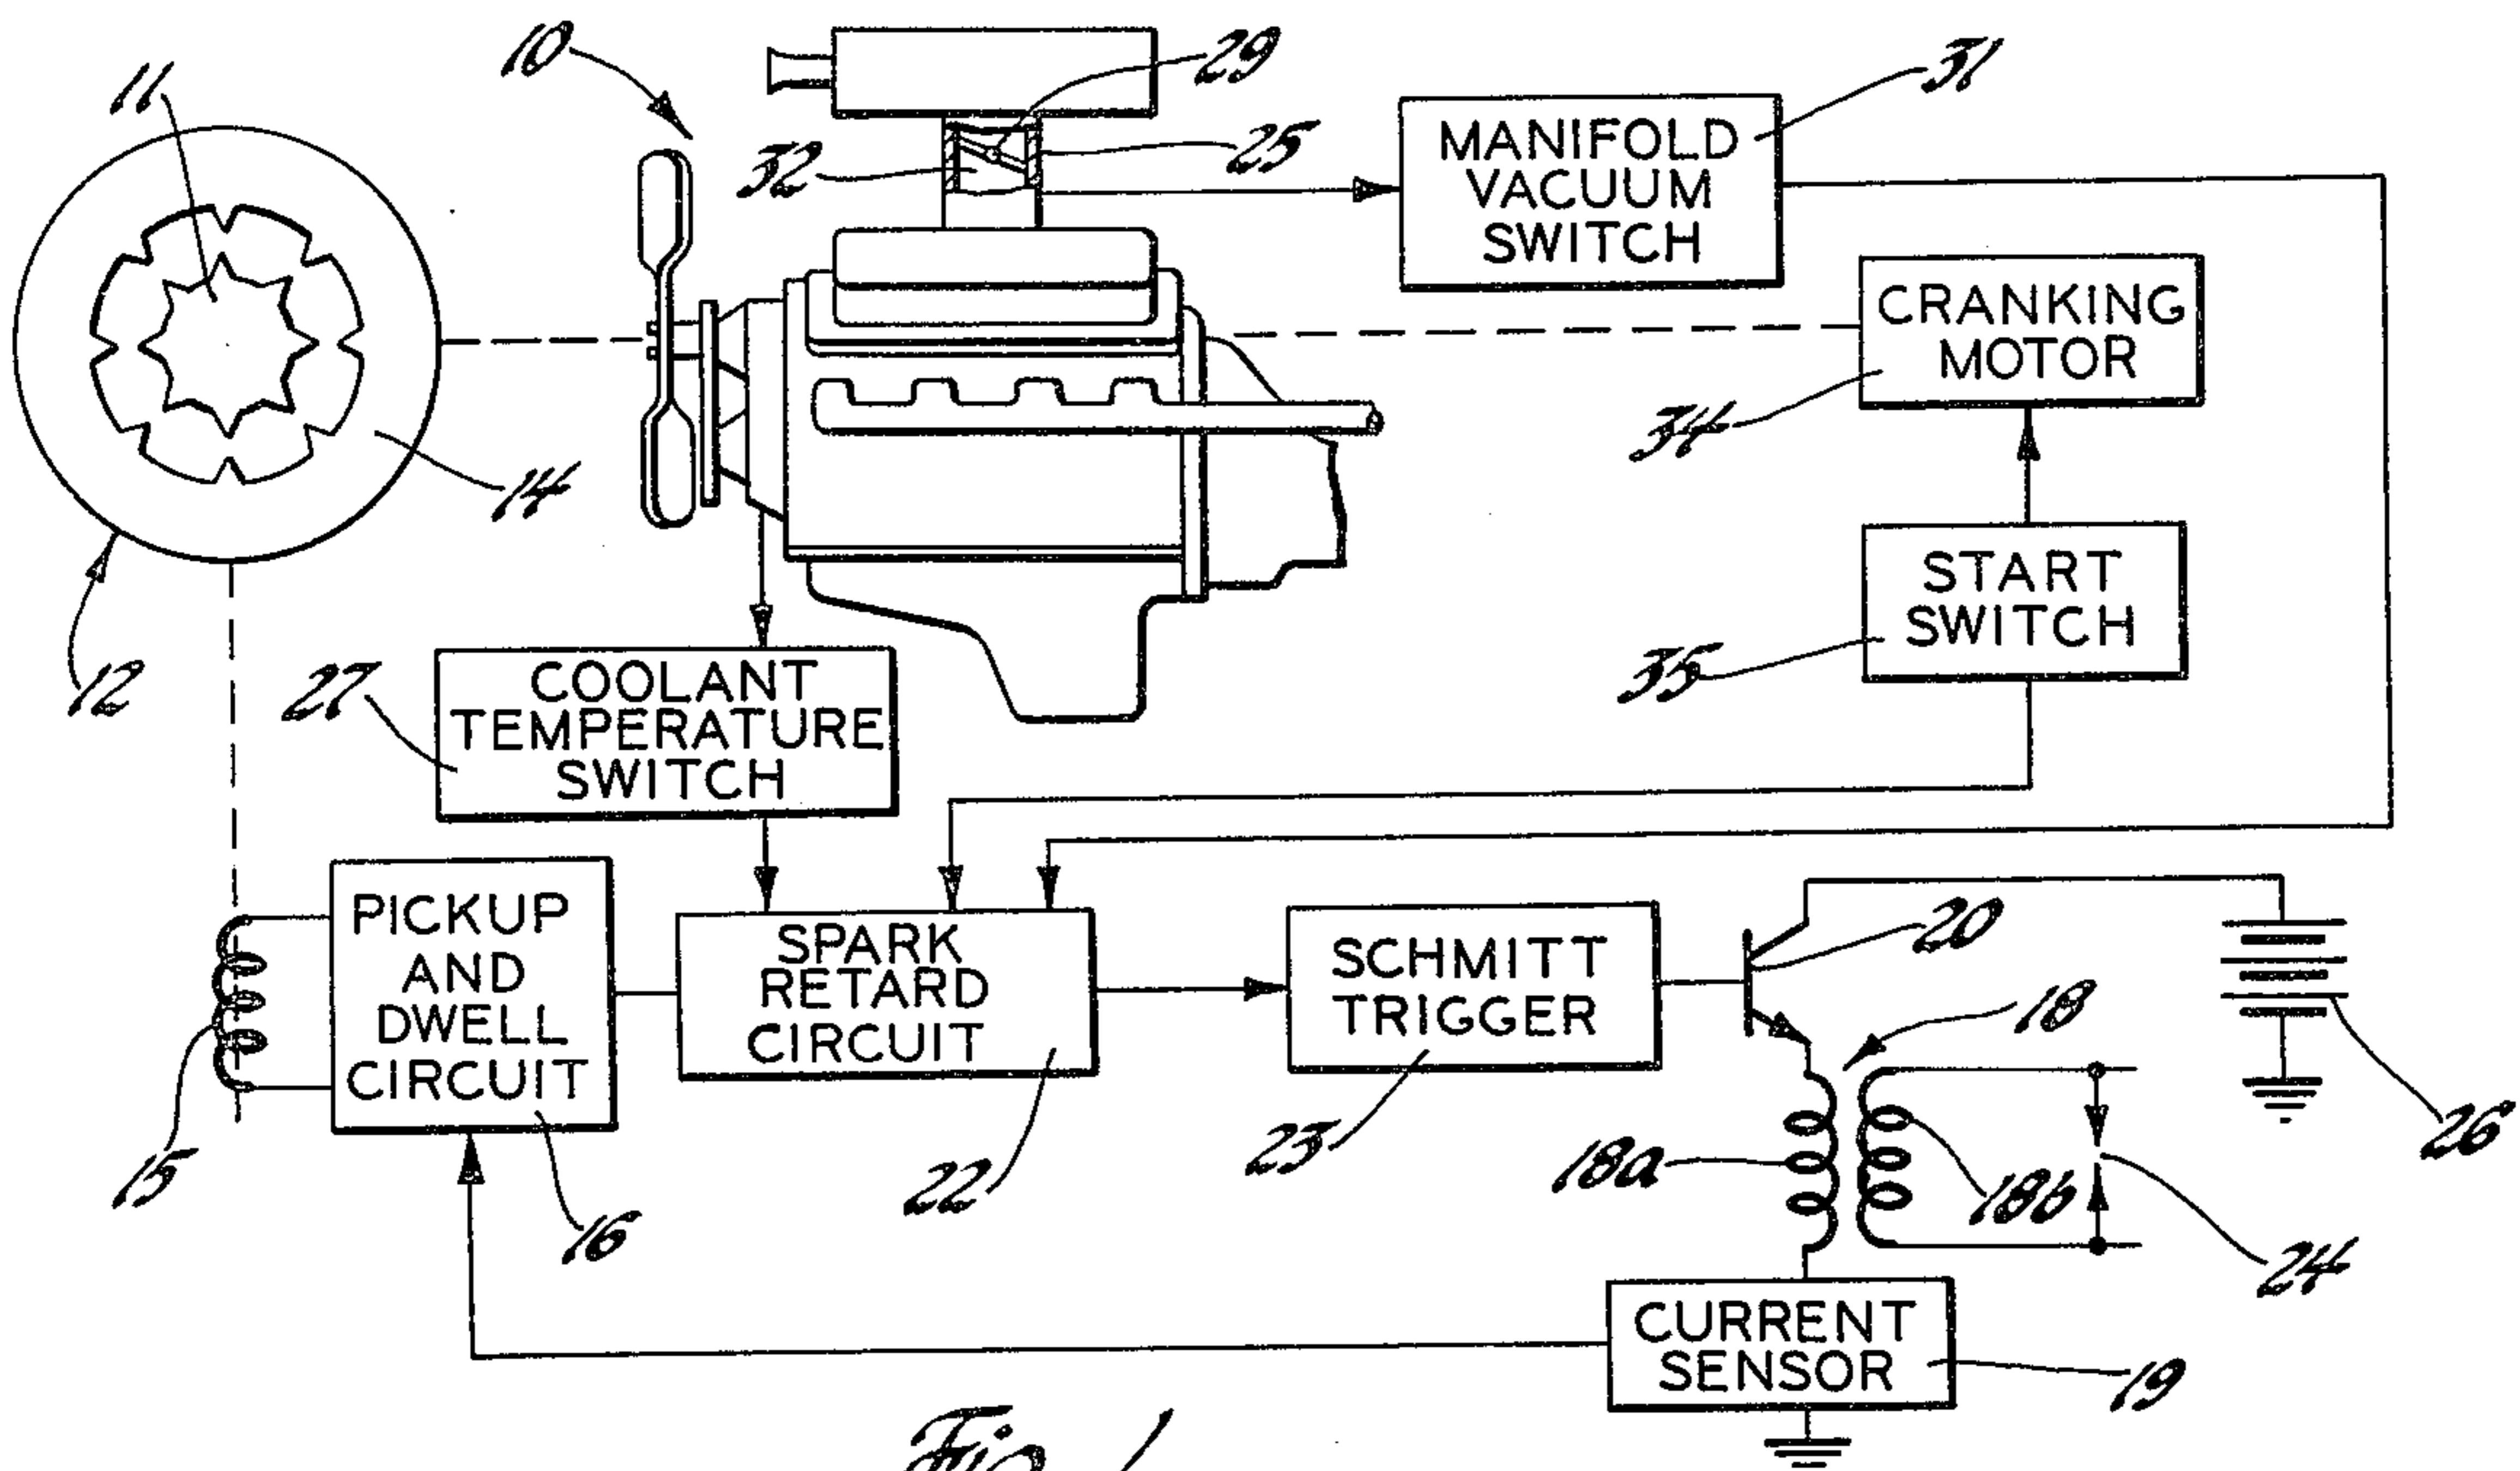 10
29
31
11
32
25
MANIFOLD
VACUUM
SWITCH
CRANKING
MOTOR
34
14
START
SWITCH
35
12
27
COOLANT
TEMPERATURE
SWITCH
PICKUP
AND
DWELL
CIRCUIT
SPARK
RETARD
CIRCUIT
SCHMITT
TRIGGER
20
18
26
15
16
22
23
18a
18b
24
CURRENT
SENSOR
19
Fig. 1